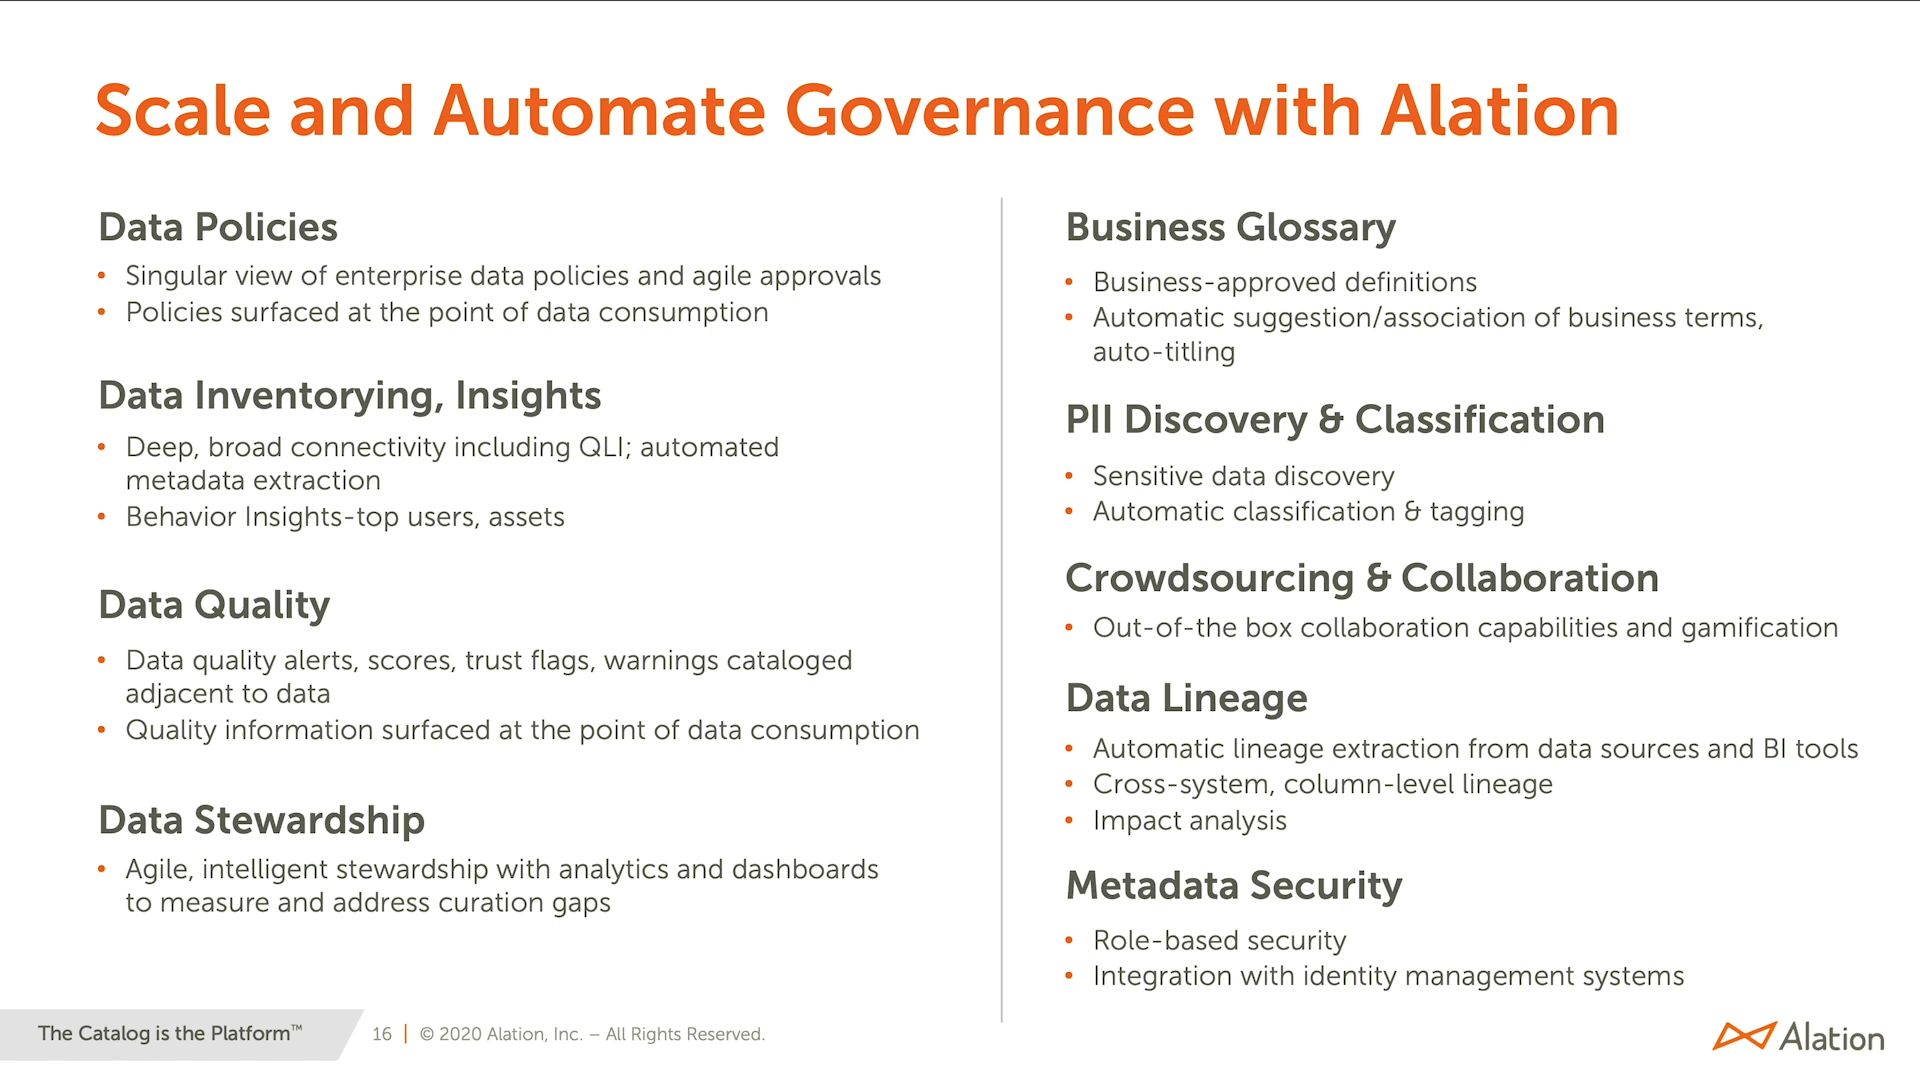 Scale and Automate Governance with Alation
Data Policies
• Singular view of enterprise data policies and agile approvals
• Policies surfaced at the point of data consumption
Data Inventorying, Insights
• Deep, broad connectivity including QLI; automated
metadata extraction
• Behavior Insights-top users, assets
Data Quality
• Data quality alerts, scores, trust flags, warnings cataloged
adjacent to data
• Quality information surfaced at the point of data consumption
Data Stewardship
• Agile, intelligent stewardship with analytics and dashboards
to measure and address curation gaps
Business Glossary
• Business-approved definitions
• Automatic suggestion/association of business terms,
auto-titling
PII Discovery & Classification
• Sensitive data discovery
• Automatic classification & tagging
Crowdsourcing & Collaboration
• Out-of-the box collaboration capabilities and gamification
Data Lineage
• Automatic lineage extraction from data sources and BI tools
• Cross-system, column-level lineage
• Impact analysis
Metadata Security
• Role-based security
• Integration with identity management systems
The Catalog is the Platform™
16 | © 2020 Alation, Inc. – All Rights Reserved.
Alation